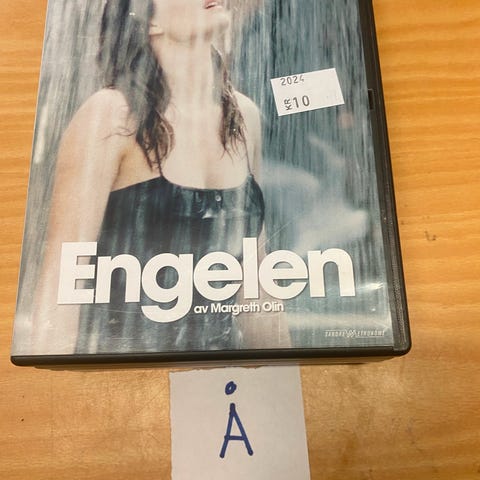 2024
KR 10
Engelen
av Margreth Olin
SANDREW METRONOME
Å